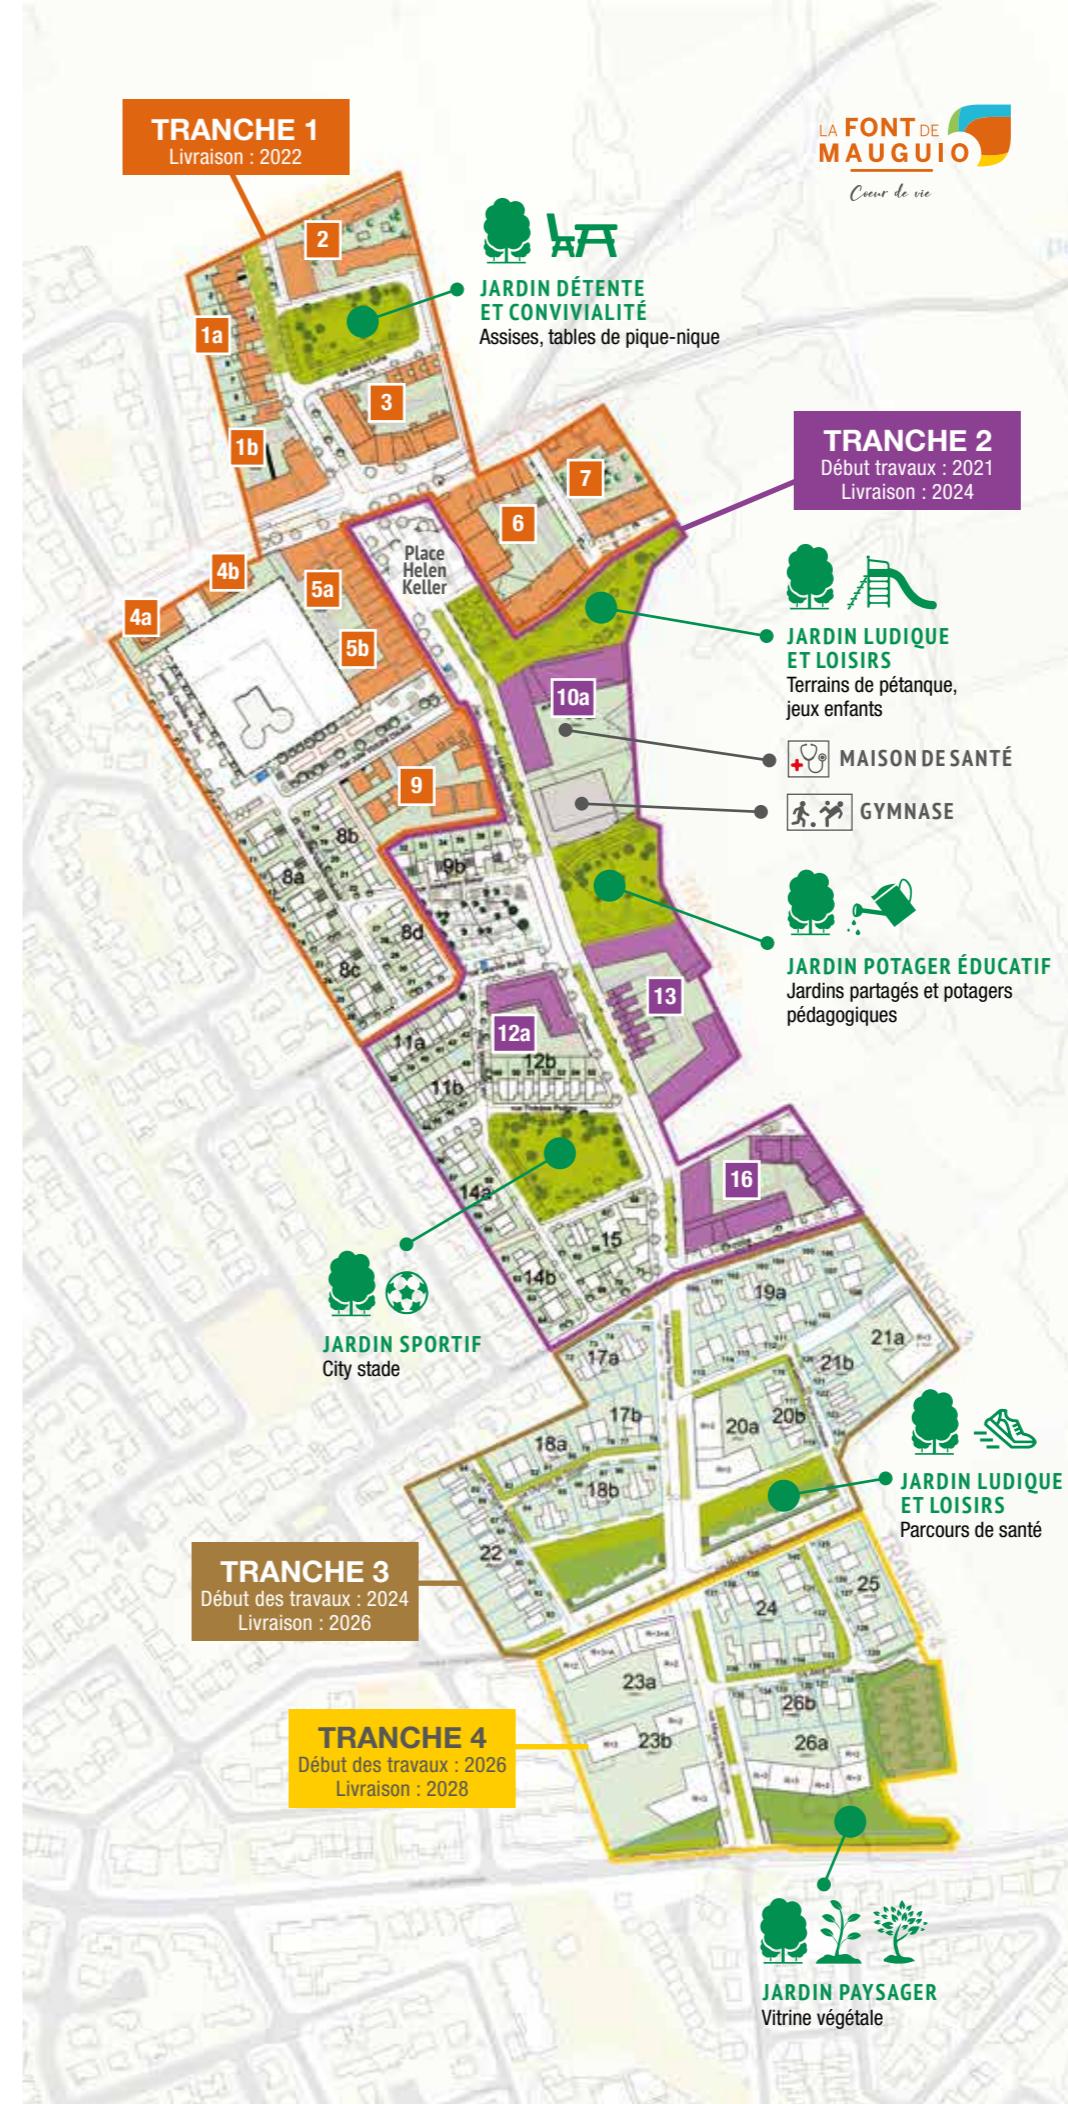 TRANCHE 1
Livraison : 2022
LA FONT DE
MAUGUIO
Coeur de vie
2
JARDIN DÉTENTE
ET CONVIVIALITÉ
Assises, tables de pique-nique
1a
3
1b
TRANCHE 2
Début travaux : 2021
Livraison : 2024
7
6
Place
Helen
Keller
4b
5a
4a
5b
JARDIN LUDIQUE
ET LOISIRS
Terrains de pétanque,
jeux enfants
10a
MAISON DE SANTÉ
9
GYMNASE
8b
9b
8a
8d
8c
JARDIN POTAGER ÉDUCATIF
Jardins partagés et potagers
pédagogiques
13
12a
11a
12b
11b
16
14a
15
14b
JARDIN SPORTIF
City stade
19a
TRANCHE
21a
17a
21b
17b
20a
20b
18a
18b
JARDIN LUDIQUE
ET LOISIRS
Parcours de santé
22
TRANCHE 3
Début des travaux : 2024
Livraison : 2026
TRANCHE 4
25
24
23a
26b
23b
26a
TRANCHE 4
Début des travaux : 2026
Livraison : 2028
JARDIN PAYSAGER
Vitrine végétale